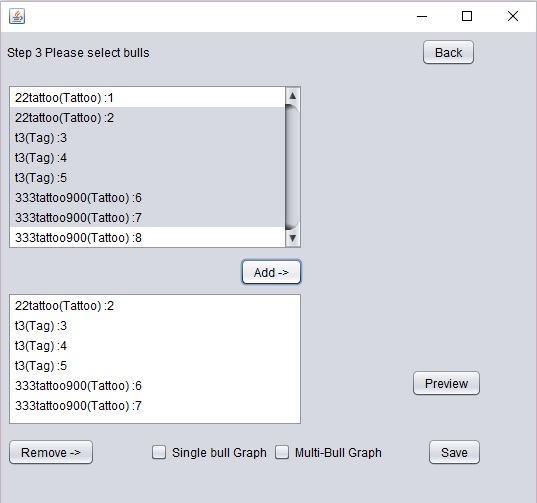 Step 3 Please select bulls
Back
22tattoo(Tattoo) :1
22tattoo(Tattoo) :2
t3(Tag) :3
t3(Tag) :4
t3(Tag) :5
333tattoo900(Tattoo) :6
333tattoo900(Tattoo) :7
333tattoo900(Tattoo) :8
Add ->
22tattoo(Tattoo) :2
t3(Tag) :3
t3(Tag) :4
t3(Tag) :5
333tattoo900(Tattoo) :6
333tattoo900(Tattoo) :7
Preview
Remove ->
Single bull Graph
Multi-Bull Graph
Save